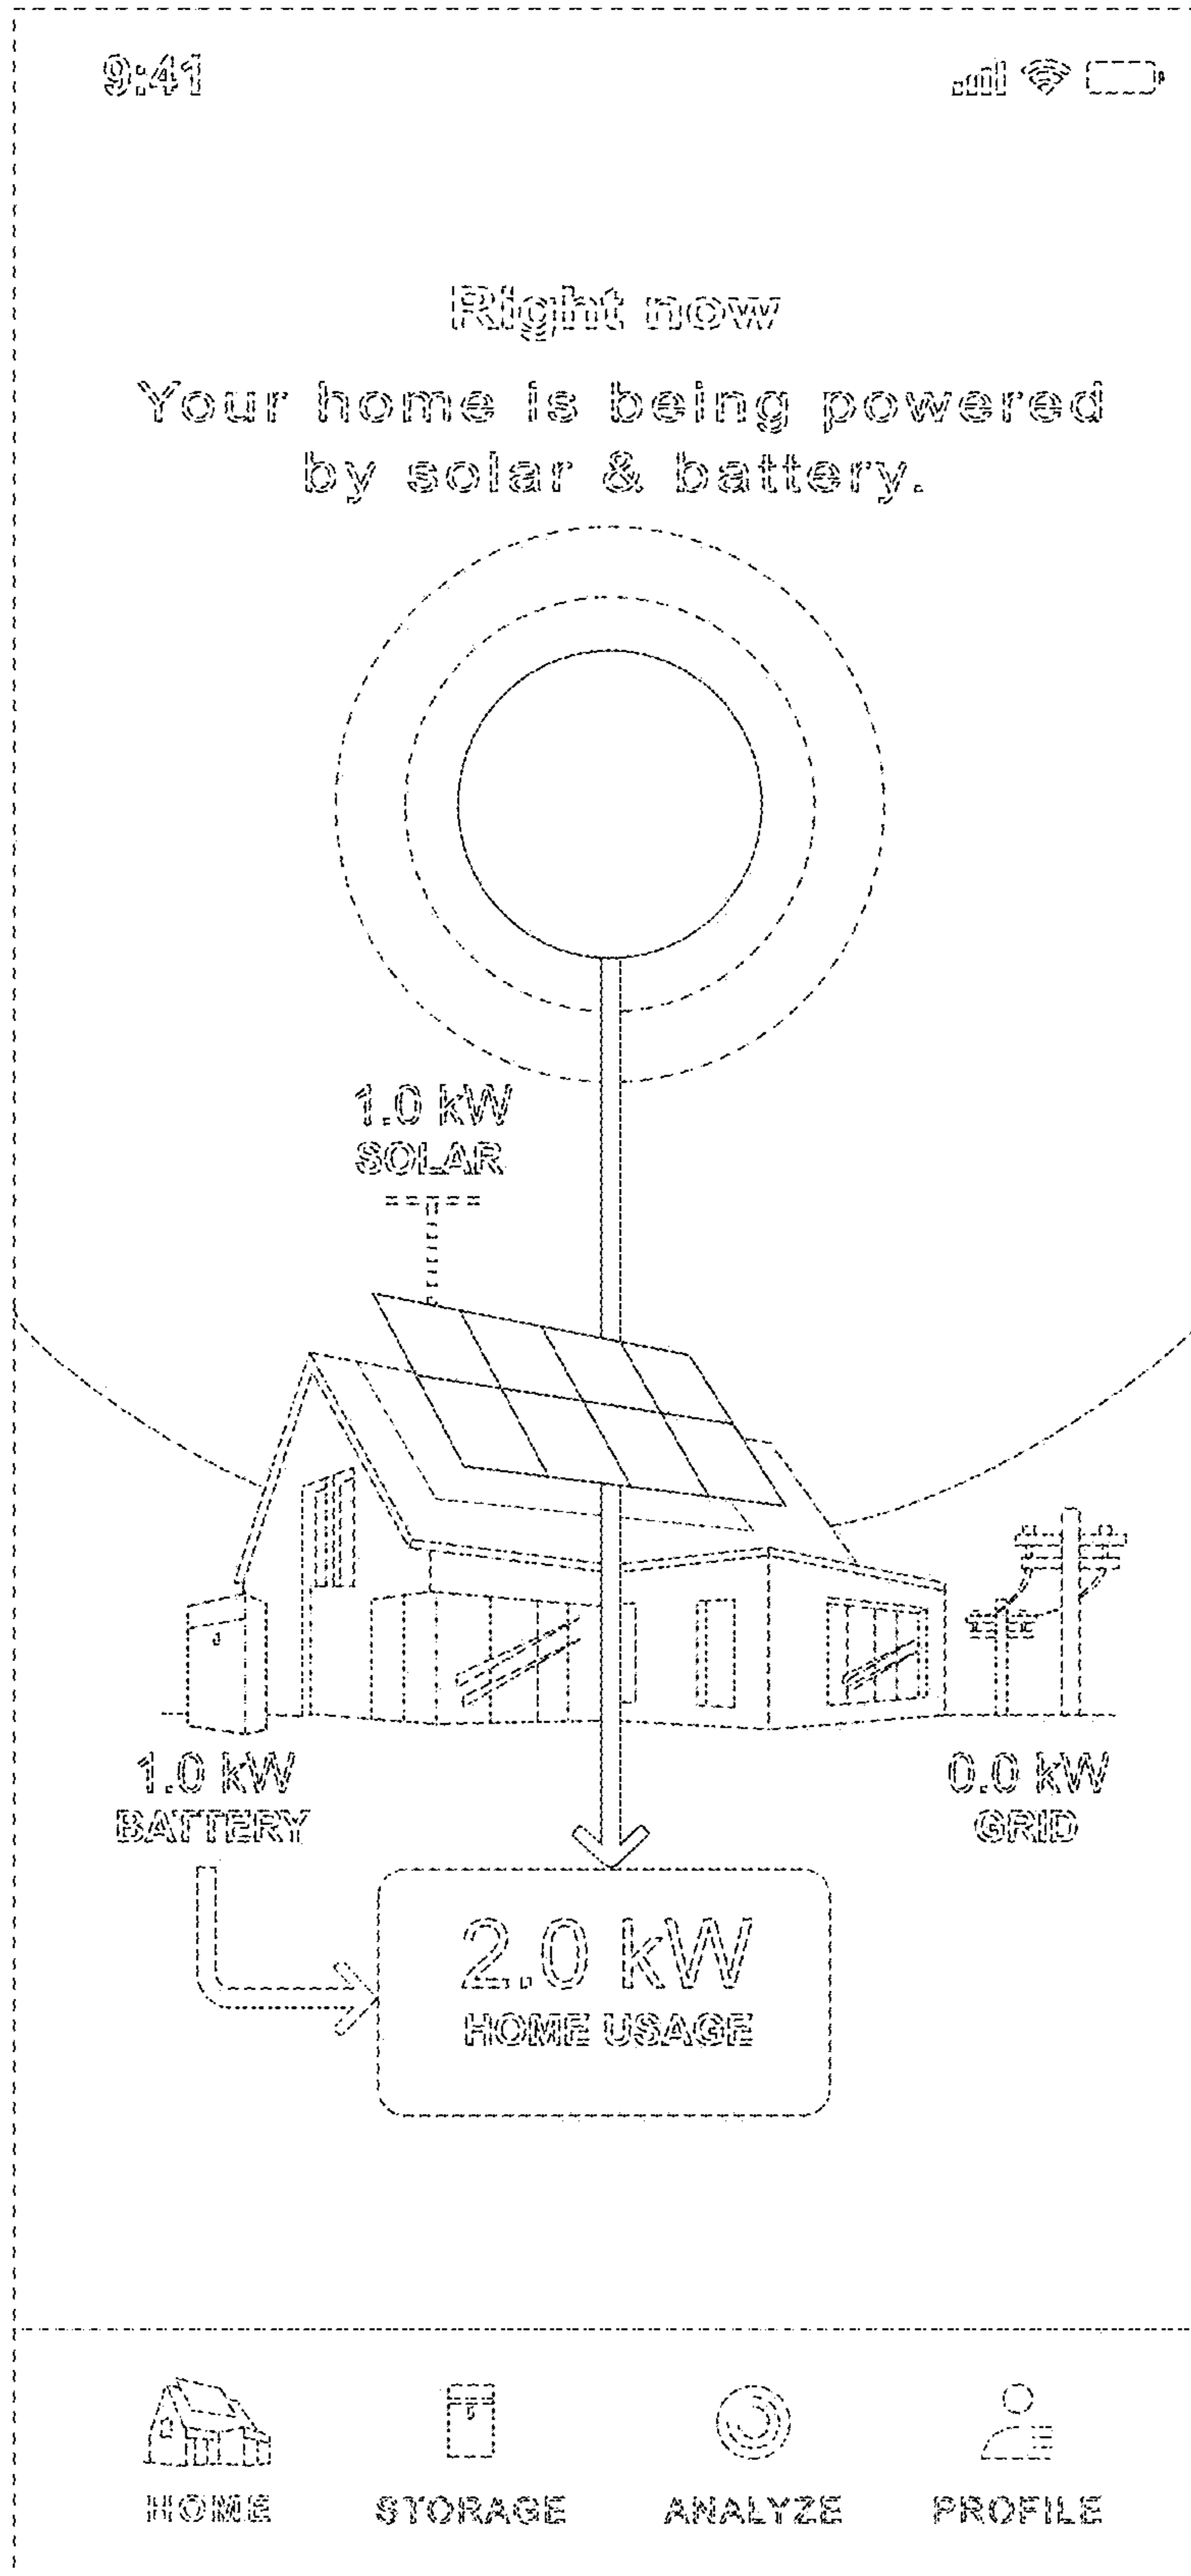 9:41
Right now
Your home is being powered
by solar & battery.
1.0 kW
SOLAR
1.0 kW
BATTERY
0.0 kW
GRID
2.0 kW
HOME USAGE
HOME
STORAGE
ANALYZE
PROFILE